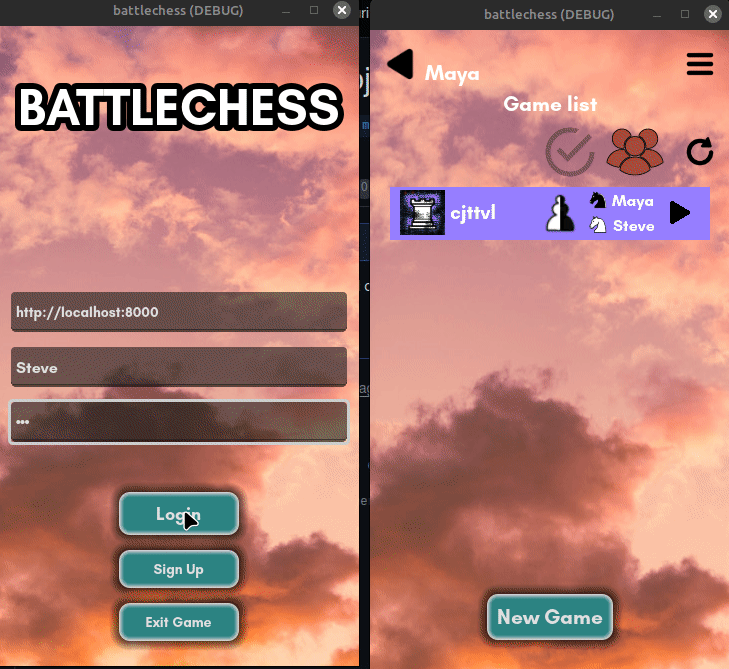 battlechess (DEBUG)
BATTLECHESS
http://localhost:8000
Steve
•••
Login
Sign Up
Exit Game
battlechess (DEBUG)
Maya
Game list
cjttvl
Maya
Steve
New Game